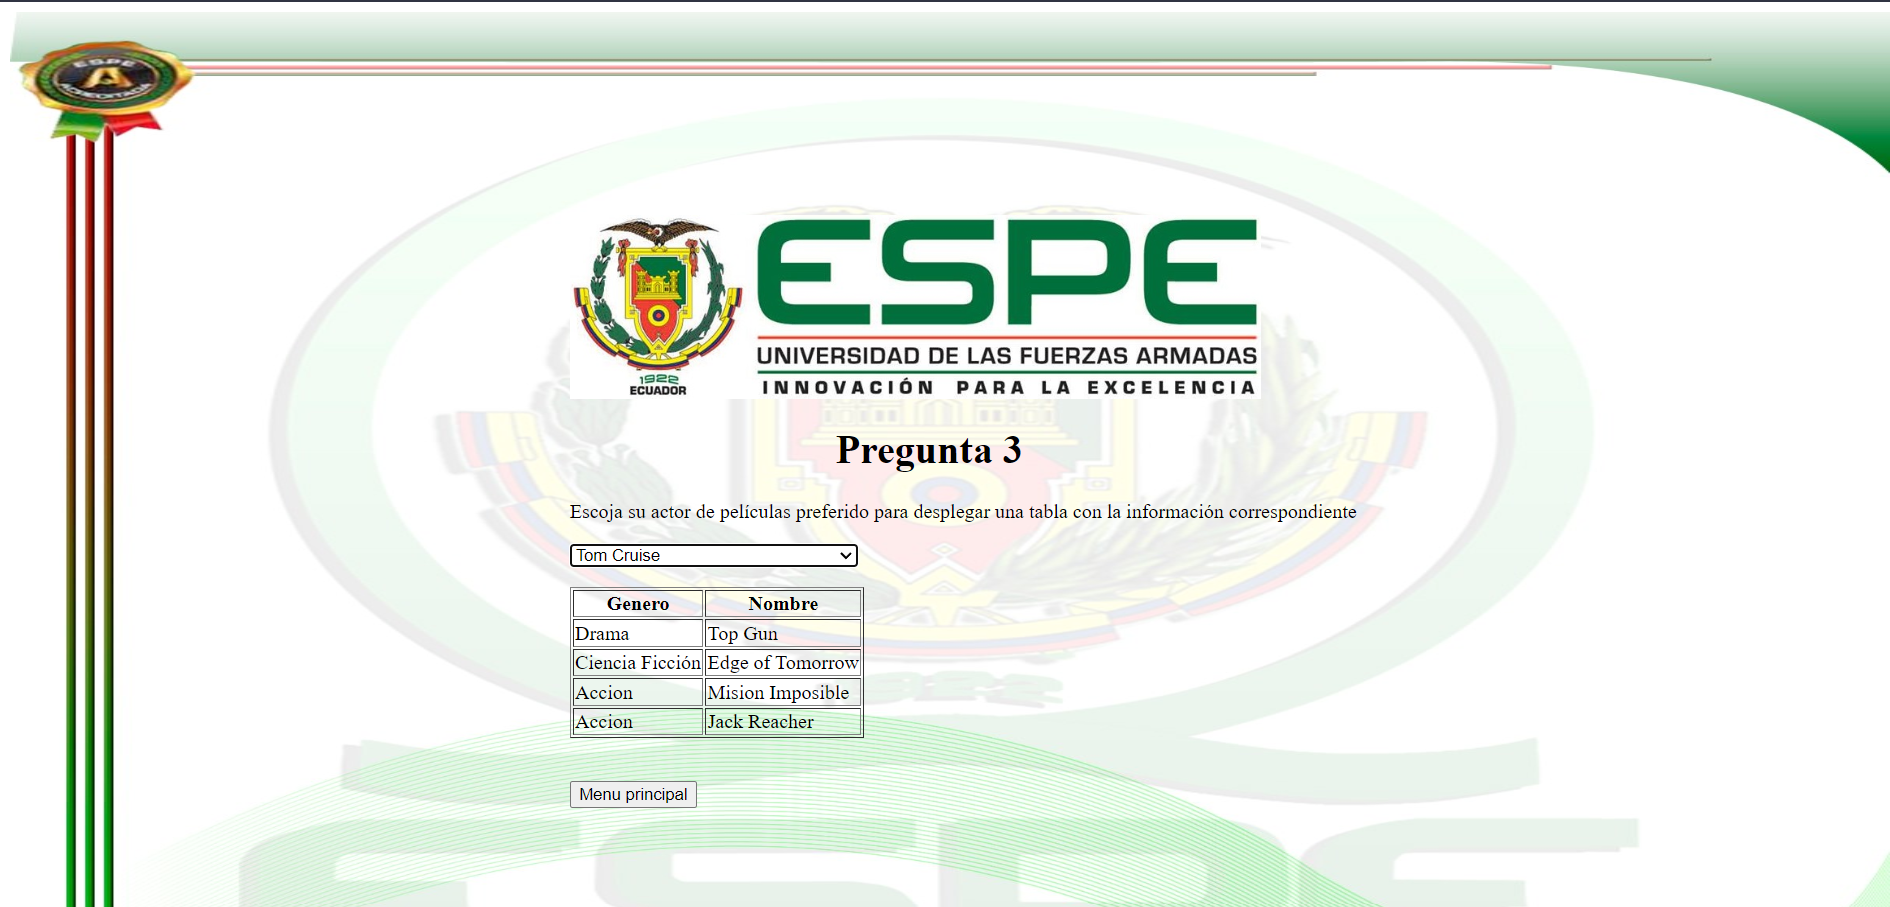 ESPE
A
ACREDITADA
ESPE
UNIVERSIDAD DE LAS FUERZAS ARMADAS
INNOVACIÓN PARA LA EXCELENCIA
1922
ECUADOR
Pregunta 3
Escoja su actor de películas preferido para desplegar una tabla con la información correspondiente
Tom Cruise
Genero Nombre
Drama Top Gun
Ciencia Ficción Edge of Tomorrow
Accion Mision Imposible
Accion Jack Reacher
1922
Menu principal
ESPE